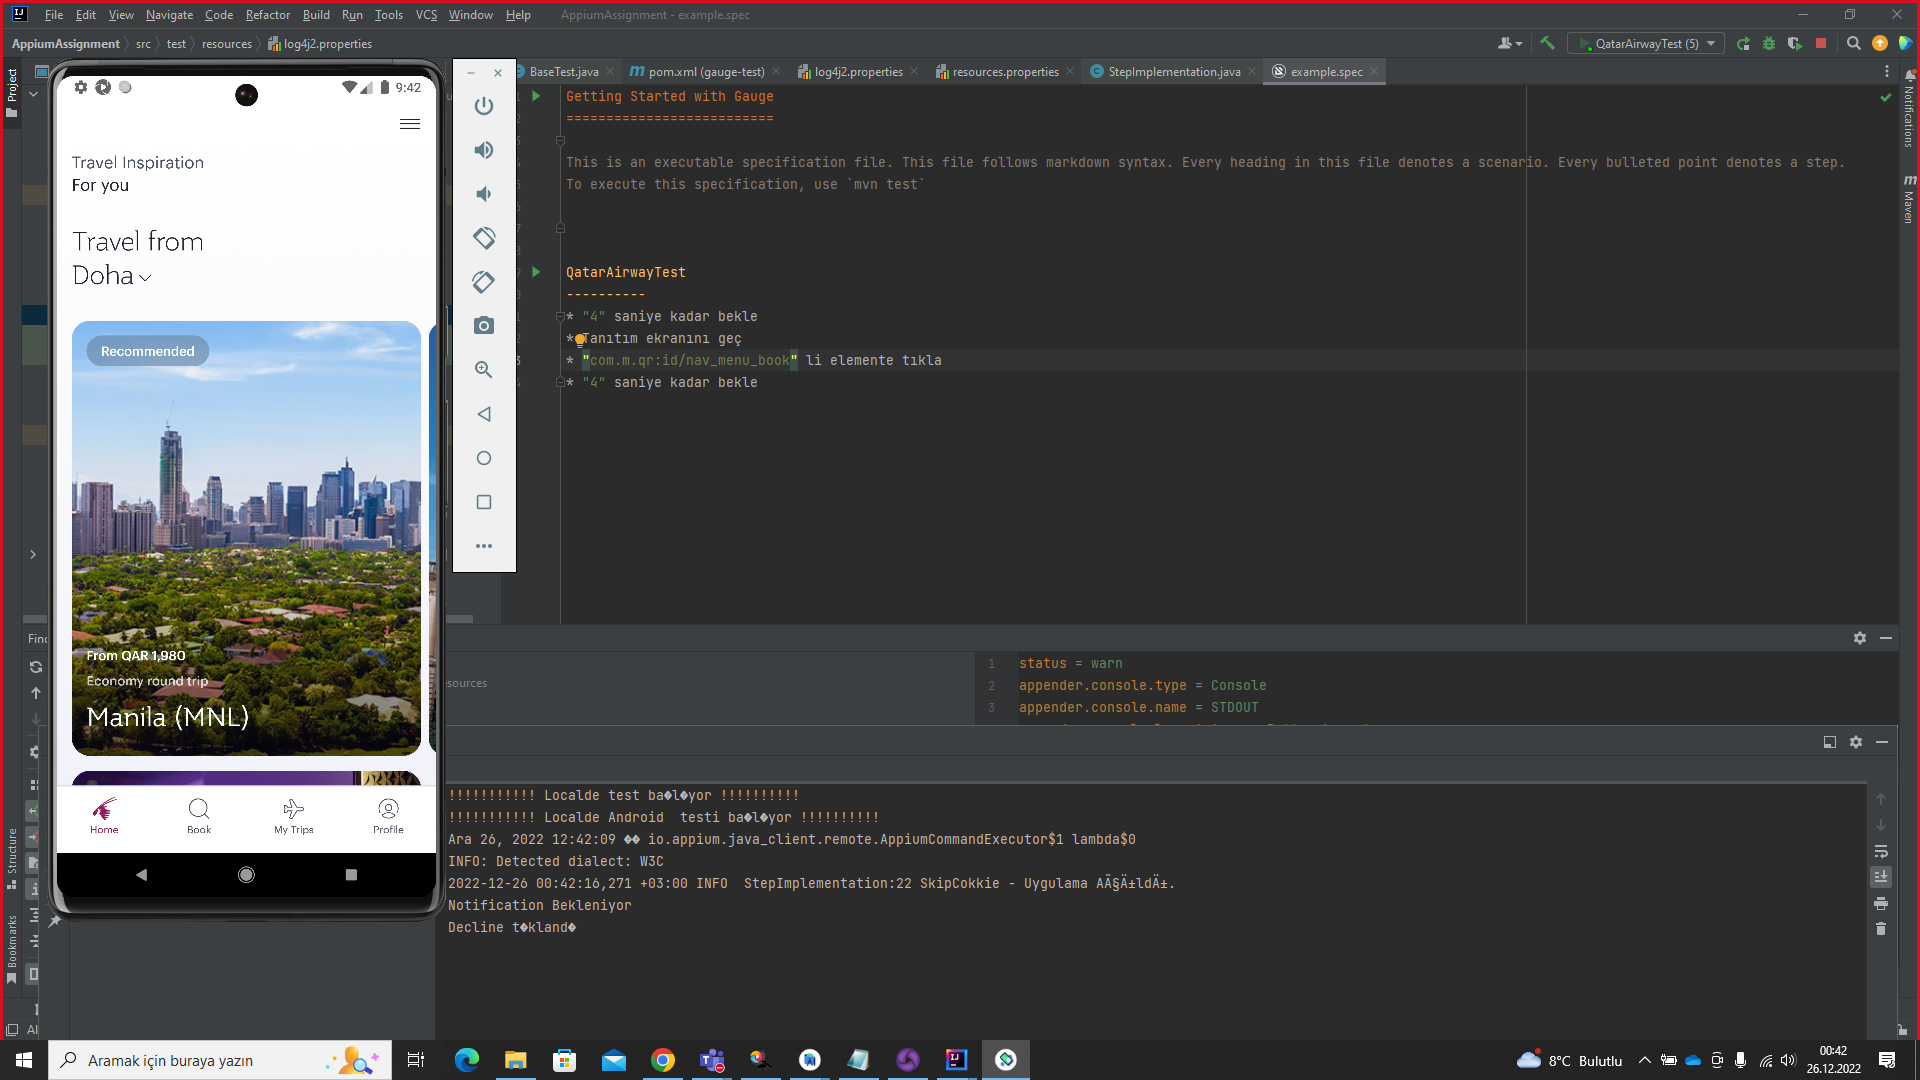 File Edit View Navigate Code Refactor Build Run Tools VCS Window Help AppiumAssignment - example.spec
AppiumAssignment src test resources log4j2.properties
QatarAirwayTest (5)
BaseTest.java pom.xml (gauge-test) log4j2.properties resources.properties StepImplementation.java example.spec
Project
Notifications
Maven
Structure
Bookmarks
9:42
Travel Inspiration
For you
Travel from
Doha
Recommended
From QAR 1,980
Economy round trip
Manila (MNL)
Home Book My Trips Profile
Getting Started with Gauge
==========================
This is an executable specification file. This file follows markdown syntax. Every heading in this file denotes a scenario. Every bulleted point denotes a step.
To execute this specification, use `mvn test`
QatarAirwayTest
----------
* "4" saniye kadar bekle
* Tanıtım ekranını geç
* "com.m.qr:id/nav_menu_book" li elemente tıkla
* "4" saniye kadar bekle
sources
1 status = warn
2 appender.console.type = Console
3 appender.console.name = STDOUT
!!!!!!!!!!! Localde test ba�l�yor !!!!!!!!!!
!!!!!!!!!!! Localde Android  testi ba�l�yor !!!!!!!!!!
Ara 26, 2022 12:42:09 �� io.appium.java_client.remote.AppiumCommandExecutor$1 lambda$0
INFO: Detected dialect: W3C
2022-12-26 00:42:16,271 +03:00 INFO  StepImplementation:22 SkipCokkie - Uygulama AÃ§Ä±ldÄ±.
Notification Bekleniyor
Decline t�kland�
Aramak için buraya yazın
8°C Bulutlu
00:42
26.12.2022